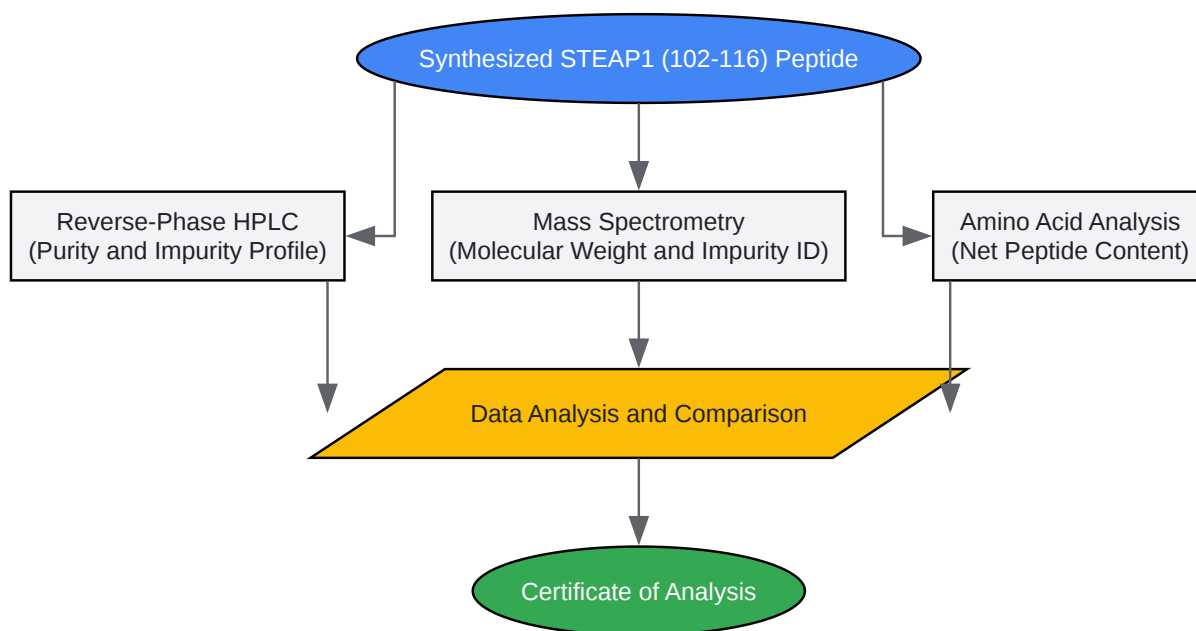 Synthesized STEAP1 (102-116) Peptide
Reverse-Phase HPLC
(Purity and Impurity Profile)
Mass Spectrometry
(Molecular Weight and Impurity ID)
Amino Acid Analysis
(Net Peptide Content)
Data Analysis and Comparison
Certificate of Analysis